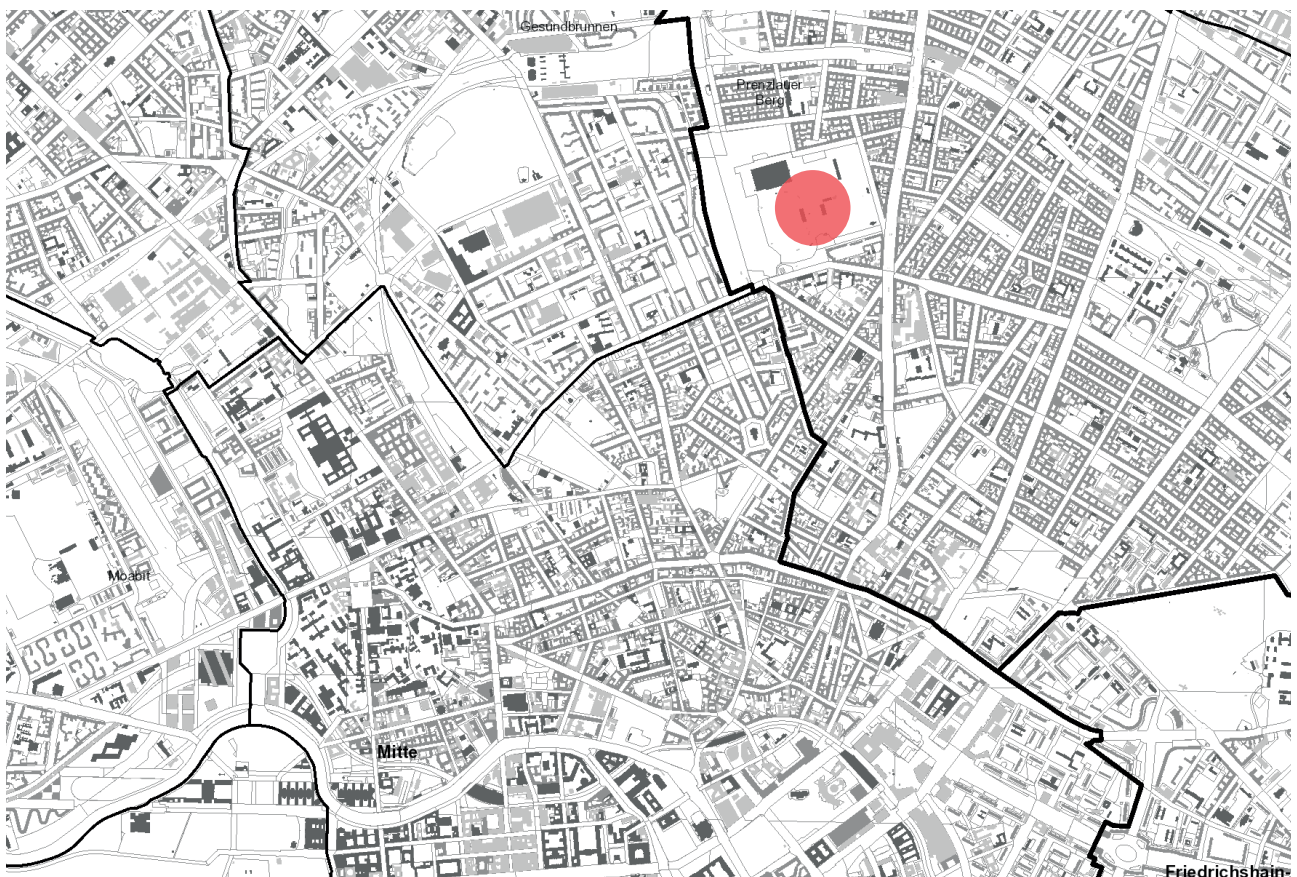 Gesundbrunnen
Prenzlauer
Berg
Moabit
Mitte
Friedrichshain-